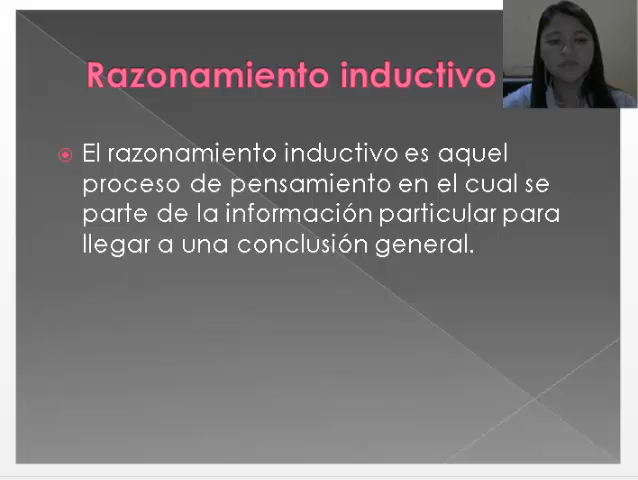 Razonamiento inductivo
El razonamiento inductivo es aquel
proceso de pensamiento en el cual se
parte de la información particular para
llegar a una conclusión general.